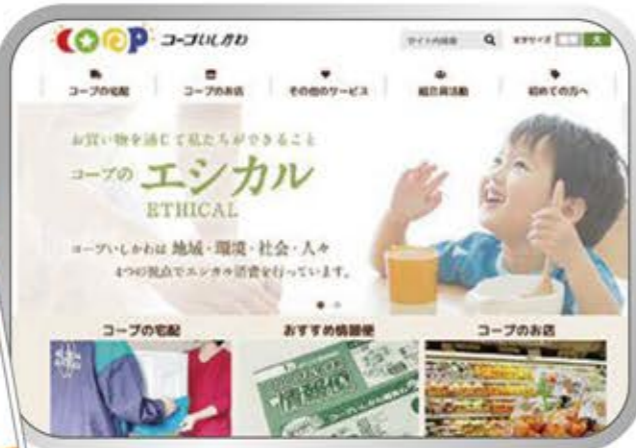 COOP コープいしかわ
サイト内検索
文字サイズ 標準 大
コープの宅配
コープのお店
その他のサービス
組合員活動
初めての方へ
お買い物を通じて私たちができること
コープの エシカル
ETHICAL
コープいしかわは 地域・環境・社会・人々
4つの視点でエシカル消費を行っています。
コープの宅配
おすすめ情報便
コープのお店
情報便